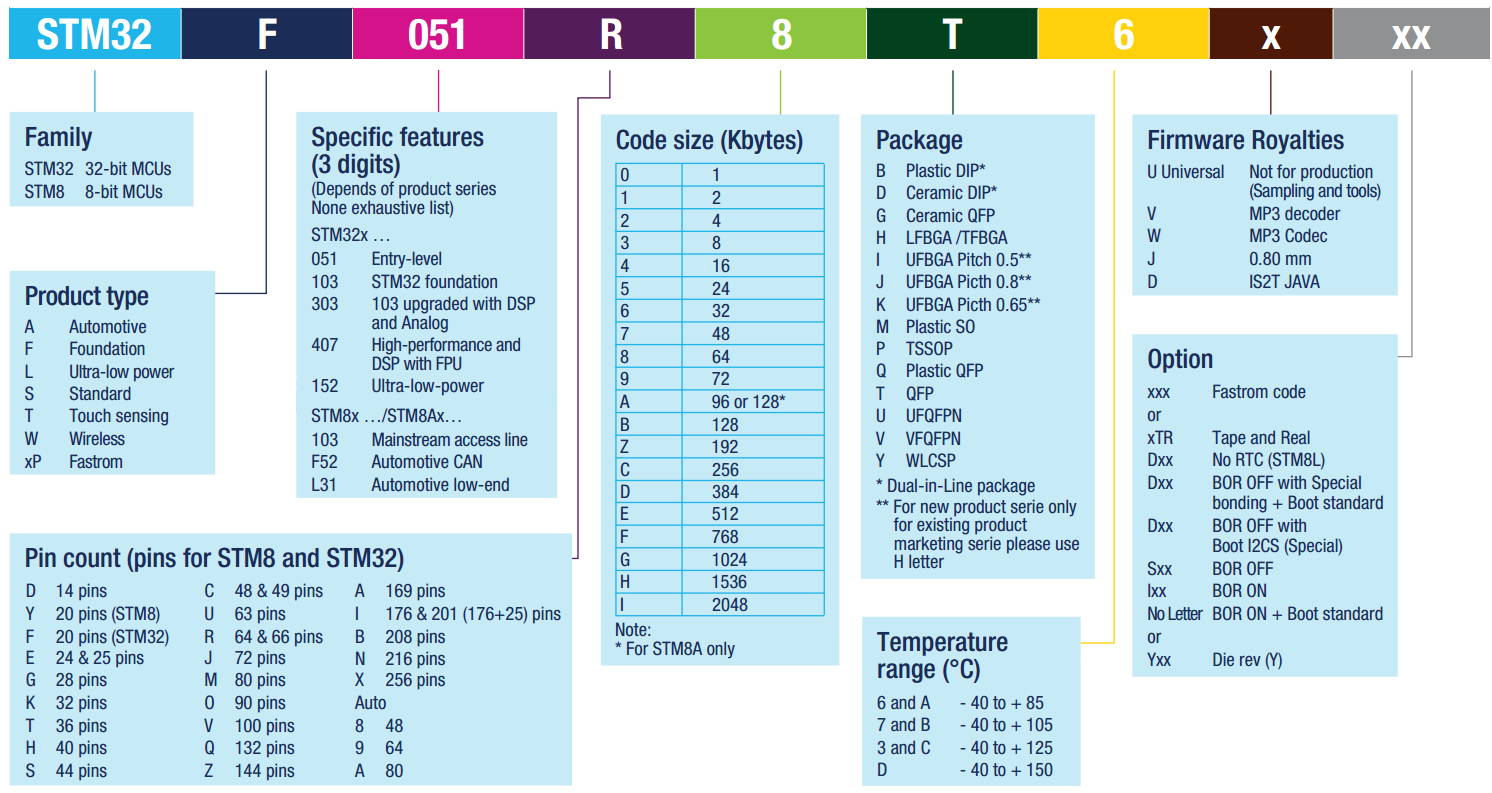 STM32 F 051 R 8 T 6 x xx
Family
STM32 32-bit MCUs
STM8 8-bit MCUs
Product type
A Automotive
F Foundation
L Ultra-low power
S Standard
T Touch sensing
W Wireless
xP Fastrom
Specific features
(3 digits)
(Depends of product series
None exhaustive list)
STM32x ...
051 Entry-level
103 STM32 foundation
303 103 upgraded with DSP
and Analog
407 High-performance and
DSP with FPU
152 Ultra-low-power
STM8x .../STM8Ax...
103 Mainstream access line
F52 Automotive CAN
L31 Automotive low-end
Pin count (pins for STM8 and STM32)
D 14 pins C 48 & 49 pins A 169 pins
Y 20 pins (STM8) U 63 pins I 176 & 201 (176+25) pins
F 20 pins (STM32) R 64 & 66 pins B 208 pins
E 24 & 25 pins J 72 pins N 216 pins
G 28 pins M 80 pins X 256 pins
K 32 pins O 90 pins Auto
T 36 pins V 100 pins 8 48
H 40 pins Q 132 pins 9 64
S 44 pins Z 144 pins A 80
Code size (Kbytes)
0 1
1 2
2 4
3 8
4 16
5 24
6 32
7 48
8 64
9 72
A 96 or 128*
B 128
Z 192
C 256
D 384
E 512
F 768
G 1024
H 1536
I 2048
Note:
* For STM8A only
Package
B Plastic DIP*
D Ceramic DIP*
G Ceramic QFP
H LFBGA /TFBGA
I UFBGA Pitch 0.5**
J UFBGA Picth 0.8**
K UFBGA Picth 0.65**
M Plastic SO
P TSSOP
Q Plastic QFP
T QFP
U UFQFPN
V VFQFPN
Y WLCSP
* Dual-in-Line package
** For new product serie only
for existing product
marketing serie please use
H letter
Temperature
range (°C)
6 and A - 40 to + 85
7 and B - 40 to + 105
3 and C - 40 to + 125
D - 40 to + 150
Firmware Royalties
U Universal Not for production
(Sampling and tools)
V MP3 decoder
W MP3 Codec
J 0.80 mm
D IS2T JAVA
Option
xxx Fastrom code
or
xTR Tape and Real
Dxx No RTC (STM8L)
Dxx BOR OFF with Special
bonding + Boot standard
Dxx BOR OFF with
Boot I2CS (Special)
Sxx BOR OFF
Ixx BOR ON
No Letter BOR ON + Boot standard
or
Yxx Die rev (Y)